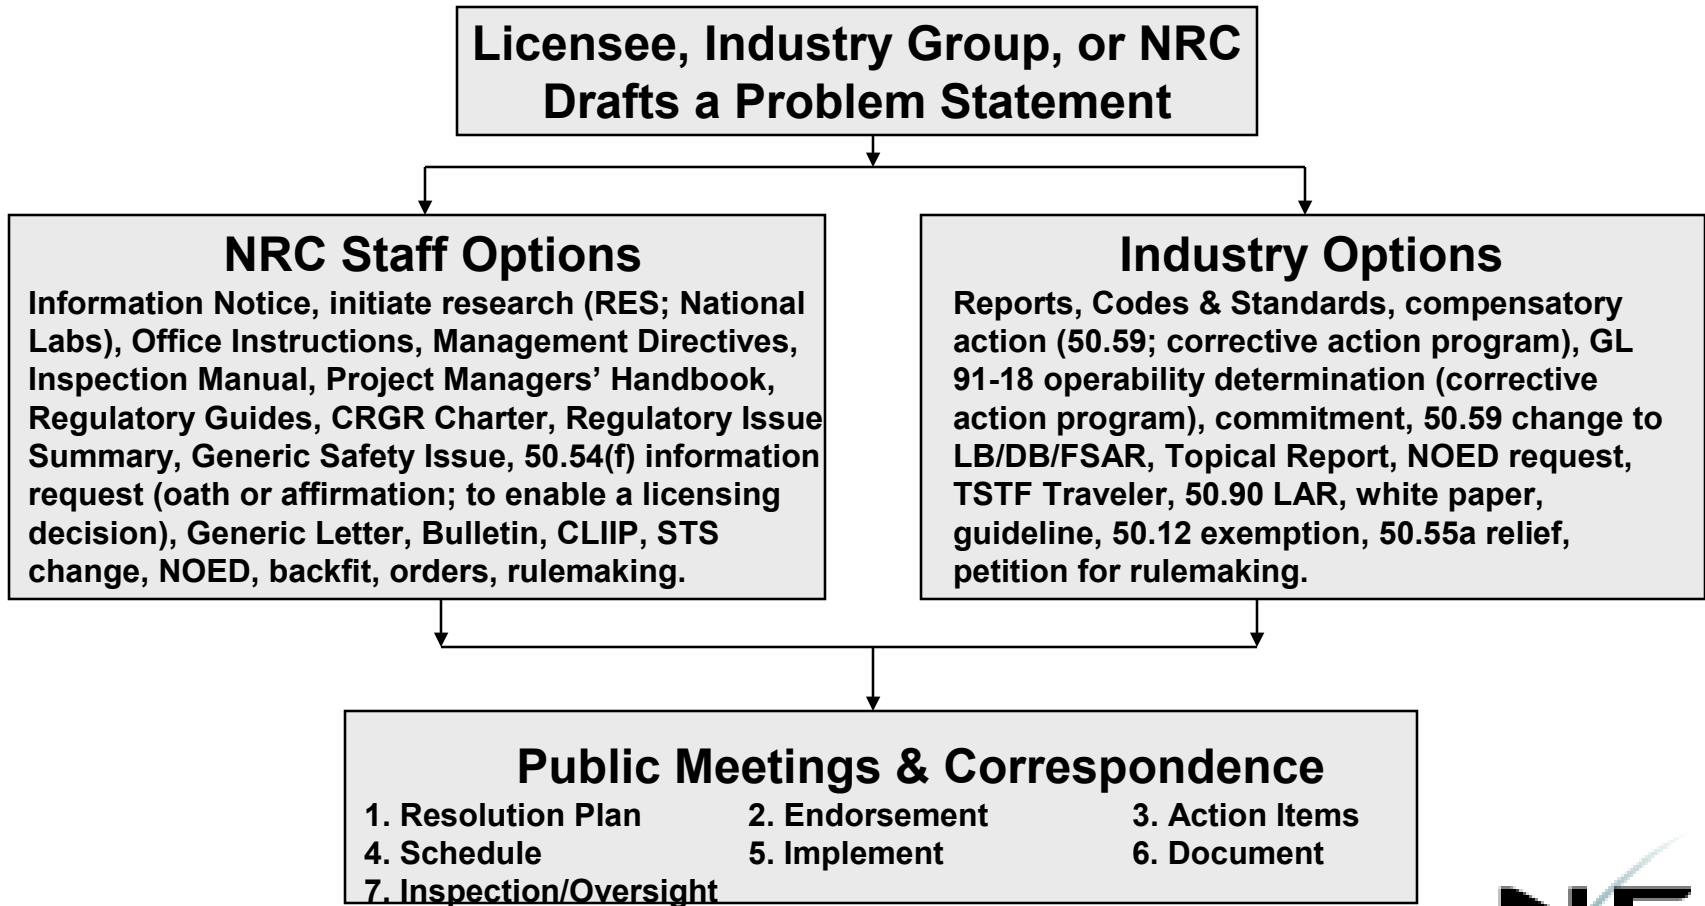 Licensee, Industry Group, or NRC
Drafts a Problem Statement
NRC Staff Options
Information Notice, initiate research (RES; National
Labs), Office Instructions, Management Directives,
Inspection Manual, Project Managers’ Handbook,
Regulatory Guides, CRGR Charter, Regulatory Issue
Summary, Generic Safety Issue, 50.54(f) information
request (oath or affirmation; to enable a licensing
decision), Generic Letter, Bulletin, CLIIP, STS
change, NOED, backfit, orders, rulemaking.
Industry Options
Reports, Codes & Standards, compensatory
action (50.59; corrective action program), GL
91-18 operability determination (corrective
action program), commitment, 50.59 change to
LB/DB/FSAR, Topical Report, NOED request,
TSTF Traveler, 50.90 LAR, white paper,
guideline, 50.12 exemption, 50.55a relief,
petition for rulemaking.
Public Meetings & Correspondence
1. Resolution Plan 2. Endorsement 3. Action Items
4. Schedule 5. Implement 6. Document
7. Inspection/Oversight